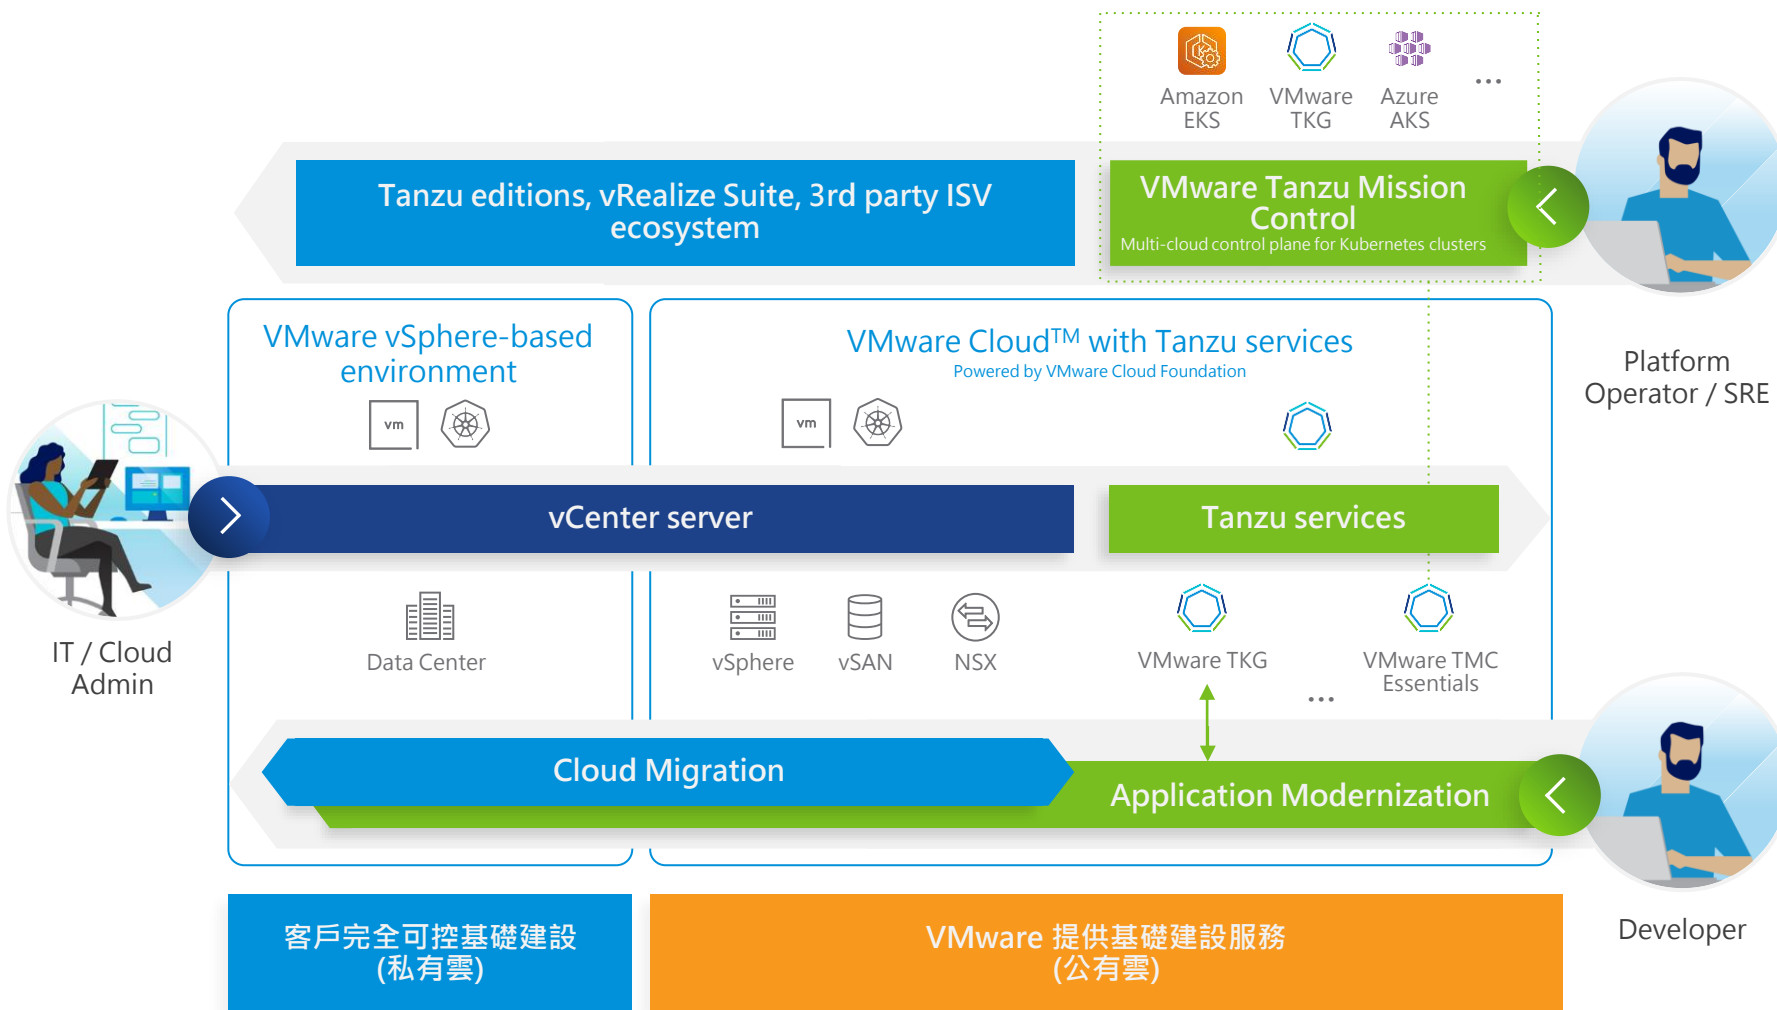 Amazon
EKS
VMware
TKG
Azure
AKS
...
Tanzu editions, vRealize Suite, 3rd party ISV
ecosystem
VMware Tanzu Mission
Control
Multi-cloud control plane for Kubernetes clusters
Platform
Operator / SRE
VMware vSphere-based
environment
vm
VMware Cloud™ with Tanzu services
Powered by VMware Cloud Foundation
vm
IT / Cloud
Admin
vCenter server
Tanzu services
Data Center
vSphere
vSAN
NSX
VMware TKG
...
VMware TMC
Essentials
Cloud Migration
Application Modernization
Developer
客戶完全可控基礎建設
(私有雲)
VMware 提供基礎建設服務
(公有雲)